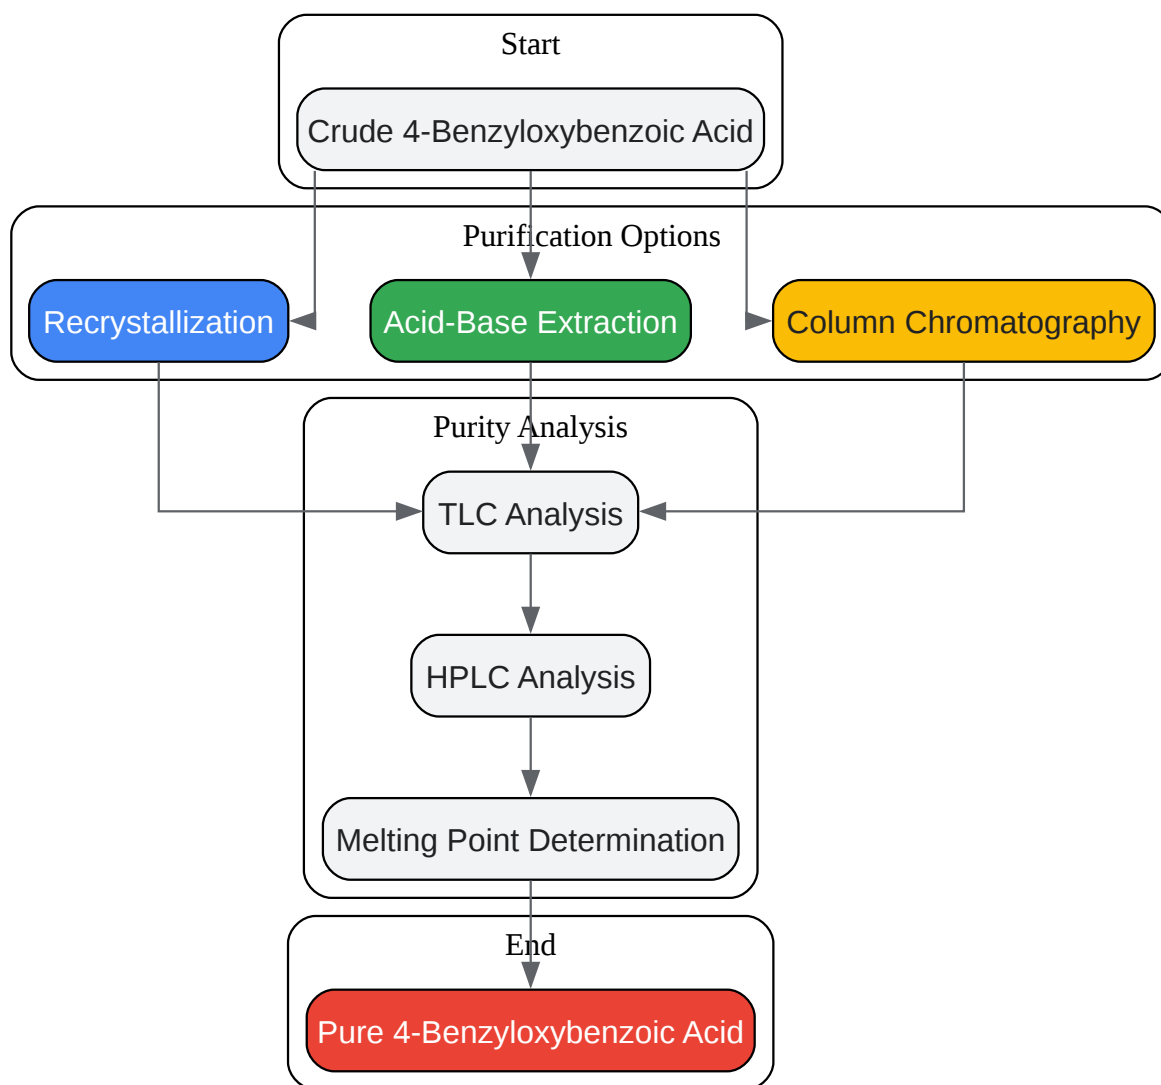 Start
Crude 4-Benzyloxybenzoic Acid
Purification Options
Recrystallization
Acid-Base Extraction
Column Chromatography
Purity Analysis
TLC Analysis
HPLC Analysis
Melting Point Determination
End
Pure 4-Benzyloxybenzoic Acid